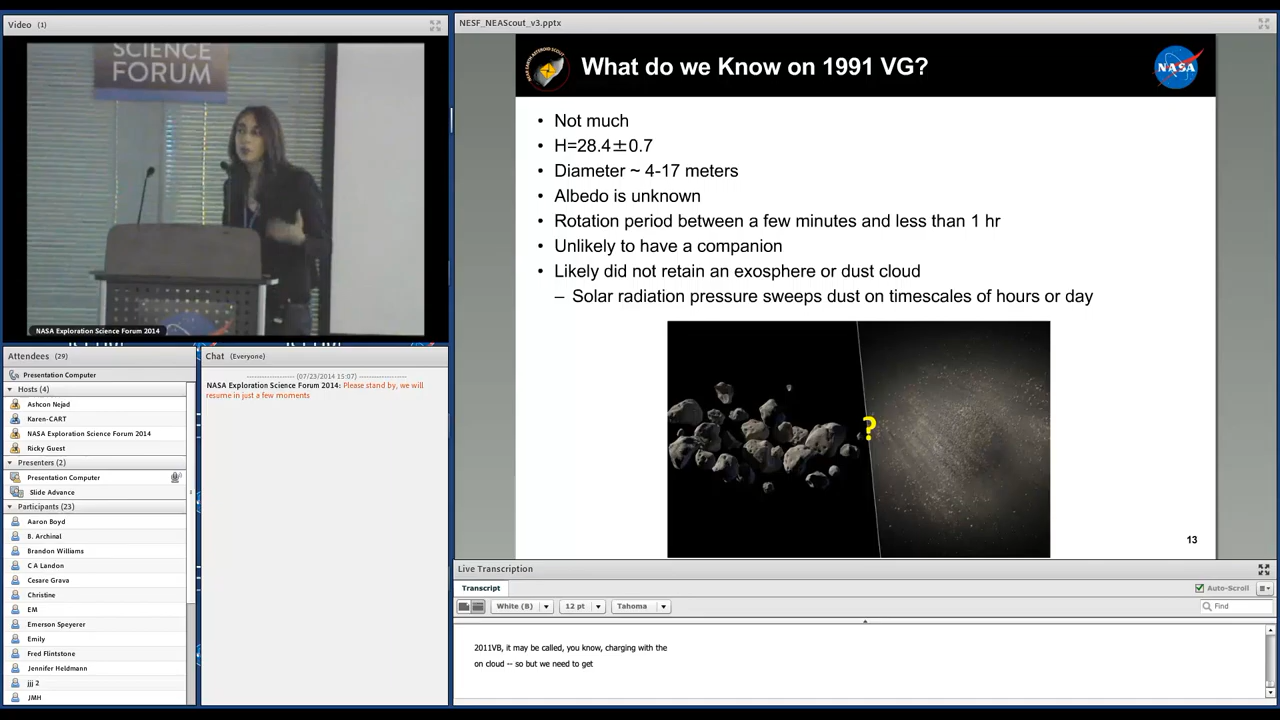 Video (1)
SCIENCE
FORUM
NASA Exploration Science Forum 2014
Attendees (29)
Presentation Computer
Hosts (4)
Ashcon Nejad
Karen-CART
NASA Exploration Science Forum 2014
Ricky Guest
Presenters (2)
Presentation Computer
Slide Advance
Participants (23)
Aaron Boyd
B. Archinal
Brandon Williams
C A Landon
Cesare Grava
Christine
EM
Emerson Speyerer
Emily
Fred Flintstone
Jennifer Heldmann
jjj 2
JMH
Chat (Everyone)
------------------ (07/23/2014 15:07) ------------------
NASA Exploration Science Forum 2014: Please stand by, we will
resume in just a few moments
NESF_NEAScout_v3.pptx
What do we Know on 1991 VG?
NASA
• Not much
• H=28.4±0.7
• Diameter ~ 4-17 meters
• Albedo is unknown
• Rotation period between a few minutes and less than 1 hr
• Unlikely to have a companion
• Likely did not retain an exosphere or dust cloud
– Solar radiation pressure sweeps dust on timescales of hours or day
?
13
Live Transcription
Transcript
Auto-Scroll
White (B)
12 pt
Tahoma
Find
2011VB, it may be called, you know, charging with the
on cloud -- so but we need to get